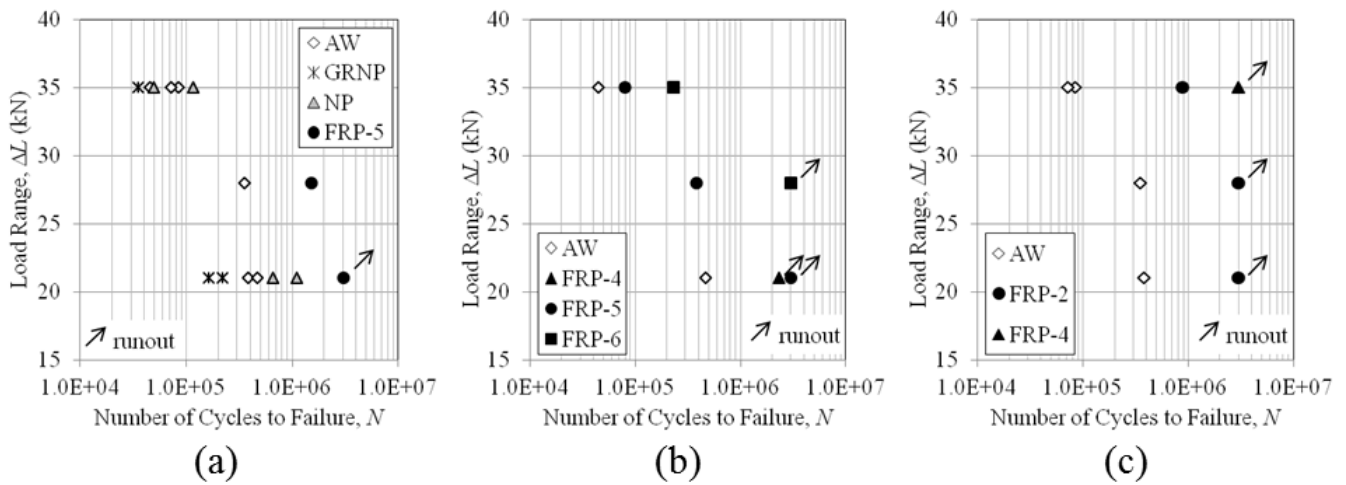 40
35
30
25
20
15
Load Range, ΔL (kN)
AW
GRNP
NP
FRP-5
runout
1.0E+04 1.0E+05 1.0E+06 1.0E+07
Number of Cycles to Failure, N
(a)
40
35
30
25
20
15
Load Range, ΔL (kN)
AW
FRP-4
FRP-5
FRP-6
runout
1.0E+04 1.0E+05 1.0E+06 1.0E+07
Number of Cycles to Failure, N
(b)
40
35
30
25
20
15
Load Range, ΔL (kN)
AW
FRP-2
FRP-4
runout
1.0E+04 1.0E+05 1.0E+06 1.0E+07
Number of Cycles to Failure, N
(c)